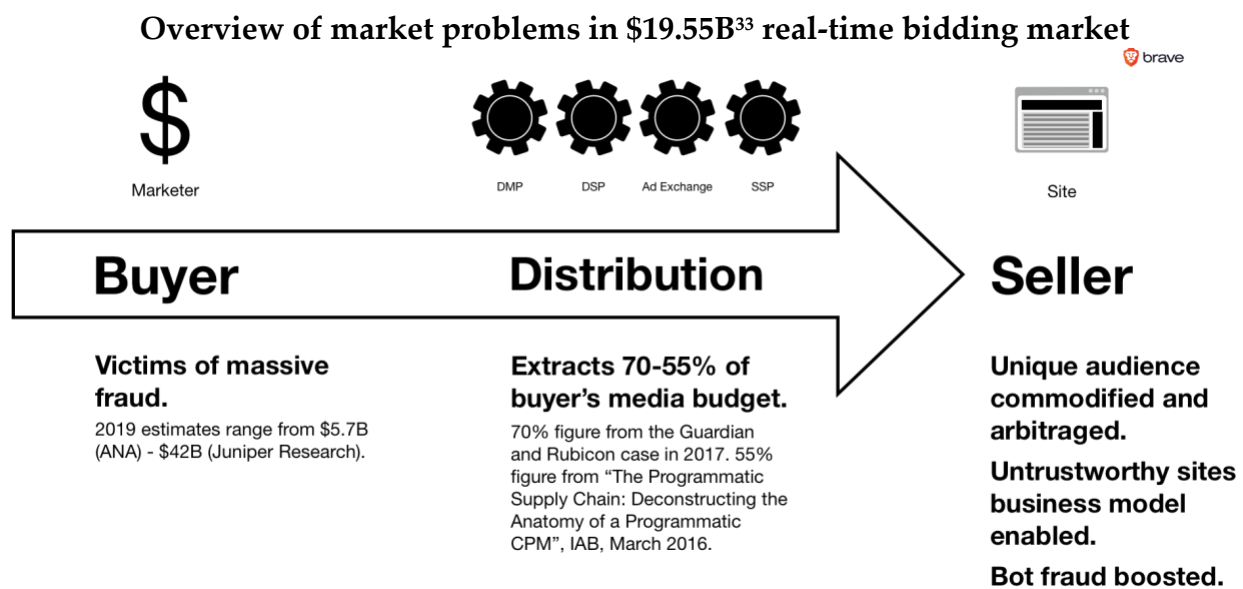 Overview of market problems in $19.55B³³ real-time bidding market
brave
$
Marketer
DMP
DSP
Ad Exchange
SSP
Site
Buyer
Distribution
Seller
Victims of massive
fraud.
2019 estimates range from $5.7B
(ANA) - $42B (Juniper Research).
Extracts 70-55% of
buyer’s media budget.
70% figure from the Guardian
and Rubicon case in 2017. 55%
figure from “The Programmatic
Supply Chain: Deconstructing the
Anatomy of a Programmatic
CPM”, IAB, March 2016.
Unique audience
commodified and
arbitraged.
Untrustworthy sites
business model
enabled.
Bot fraud boosted.